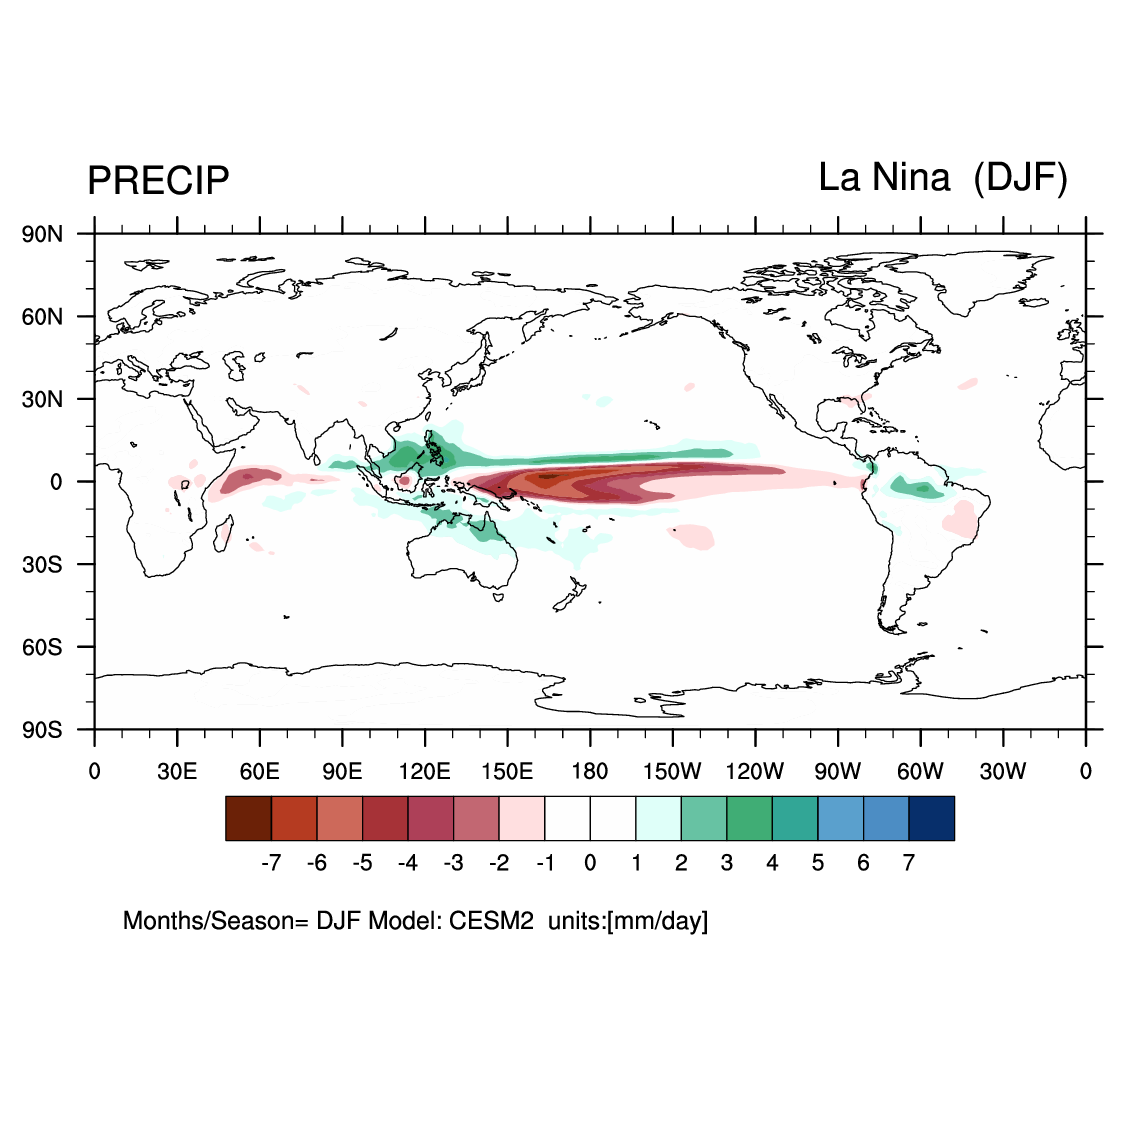 PRECIP La Nina (DJF)
90N
60N
30N
0
30S
60S
90S
0 30E 60E 90E 120E 150E 180 150W 120W 90W 60W 30W 0
-7 -6 -5 -4 -3 -2 -1 0 1 2 3 4 5 6 7
Months/Season= DJF Model: CESM2 units:[mm/day]